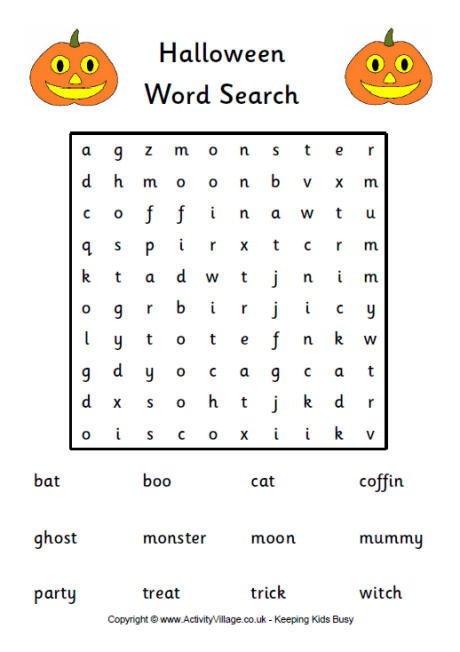 Halloween
Word Search
a g z m o n s t e r
d h m o o n b v x m
c o f f i n a w t u
q s p i r x t c r m
k t a d w t j n i m
o g r b i r j i c y
l y t o t e f n k w
g d y o c a g c a t
d x s o h t j k d r
o i s c o x i i k v
bat boo cat coffin
ghost monster moon mummy
party treat trick witch
Copyright © www.ActivityVillage.co.uk - Keeping Kids Busy